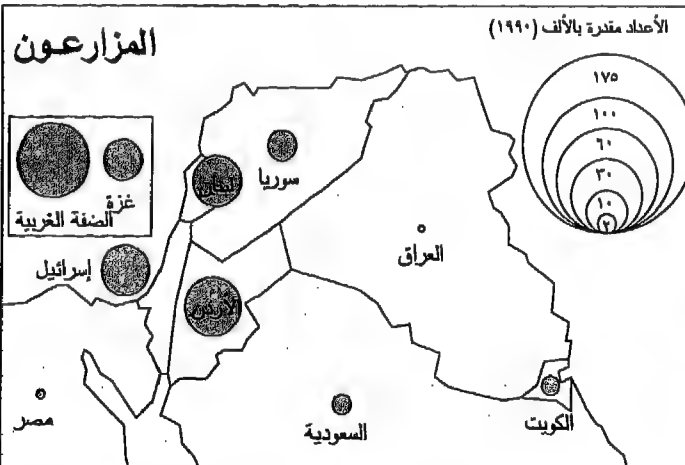 الأعداد مقدرة بالألف (١٩٩٠)
المزارعون
١٧٥
١٠٠
٦٠
٣٠
١٠
٢
سوريا
لبنان
غزة
الضفة الغربية
إسرائيل
العراق
الأردن
الكويت
مصر
السعودية